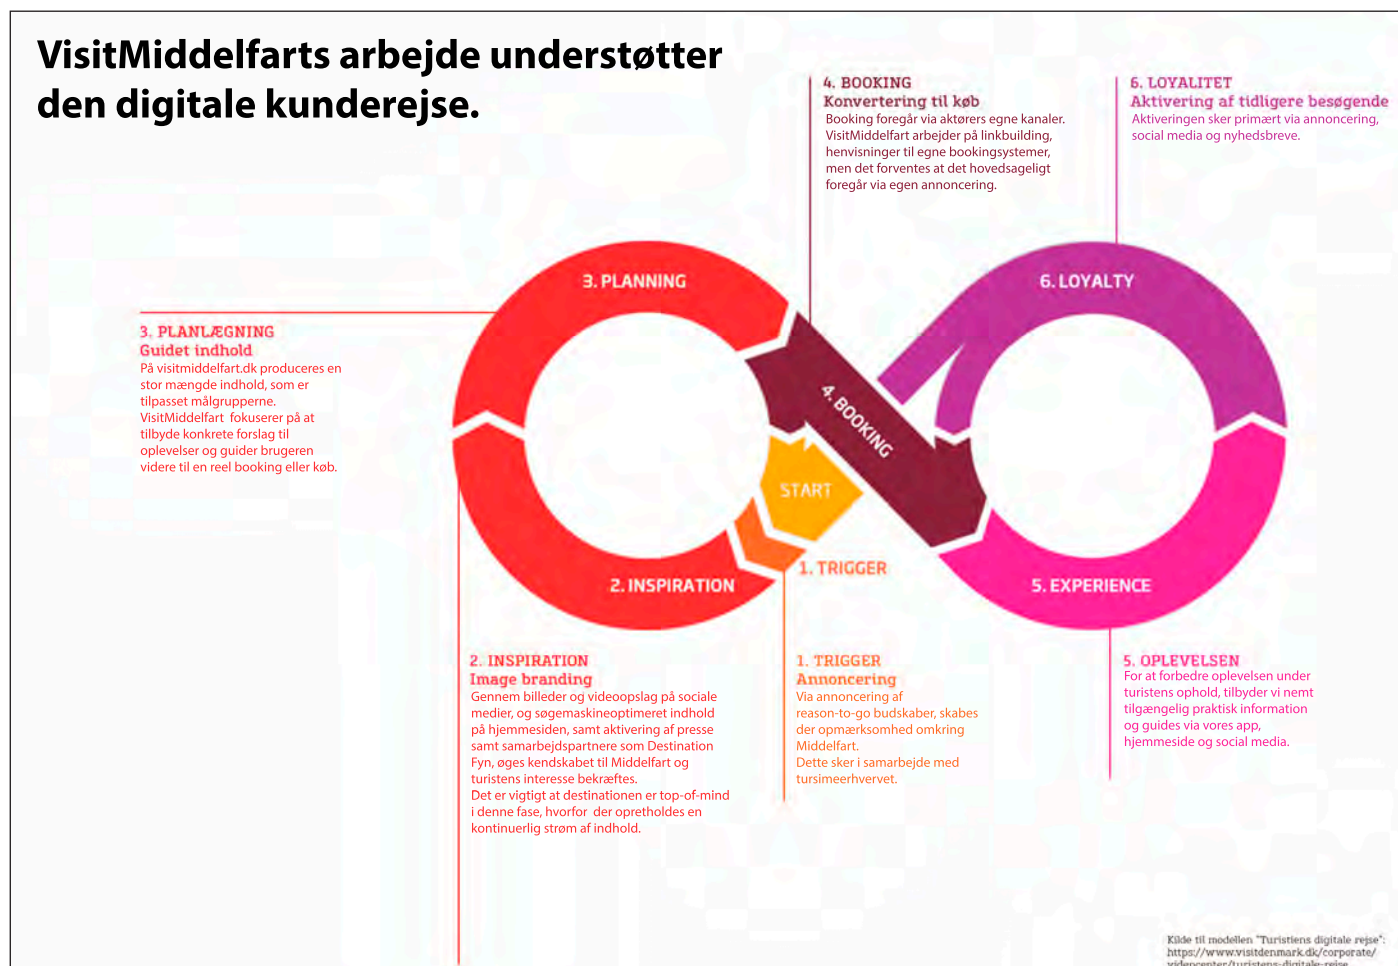 VisitMiddelfarts arbejde understøtter
den digitale kunderejse.
4. BOOKING
Konvertering til køb
Booking foregår via aktørers egne kanaler.
VisitMiddelfart arbejder på linkbuilding,
henvisninger til egne bookingsystemer,
men det forventes at det hovedsageligt
foregår via egen annoncering.
6. LOYALITET
Aktivering af tidligere besøgende
Aktiveringen sker primært via annoncering,
social media og nyhedsbreve.
3. PLANNING
6. LOYALTY
3. PLANLÆGNING
Guidet indhold
På visitmiddelfart.dk produceres en
stor mængde indhold, som er
tilpasset målgrupperne.
VisitMiddelfart fokuserer på at
tilbyde konkrete forslag til
oplevelser og guider brugeren
videre til en reel booking eller køb.
4. BOOKING
START
1. TRIGGER
2. INSPIRATION
5. EXPERIENCE
2. INSPIRATION
Image branding
Gennem billeder og videoopslag på sociale
medier, og søgemaskineoptimeret indhold
på hjemmesiden, samt aktivering af presse
samt samarbejdspartnere som Destination
Fyn, øges kendskabet til Middelfart og
turistens interesse bekræftes.
Det er vigtigt at destinationen er top-of-mind
i denne fase, hvorfor der opretholdes en
kontinuerlig strøm af indhold.
1. TRIGGER
Annoncering
Via annoncering af
reason-to-go budskaber, skabes
der opmærksomhed omkring
Middelfart.
Dette sker i samarbejde med
tursimeerhvervet.
5. OPLEVELSEN
For at forbedre oplevelsen under
turistens ophold, tilbyder vi nemt
tilgængelig praktisk information
og guides via vores app,
hjemmeside og social media.
Kilde til modellen "Turistiens digitale rejse":
https://www.visitdenmark.dk/corporate/
videncenter/turistens-digitale-rejse